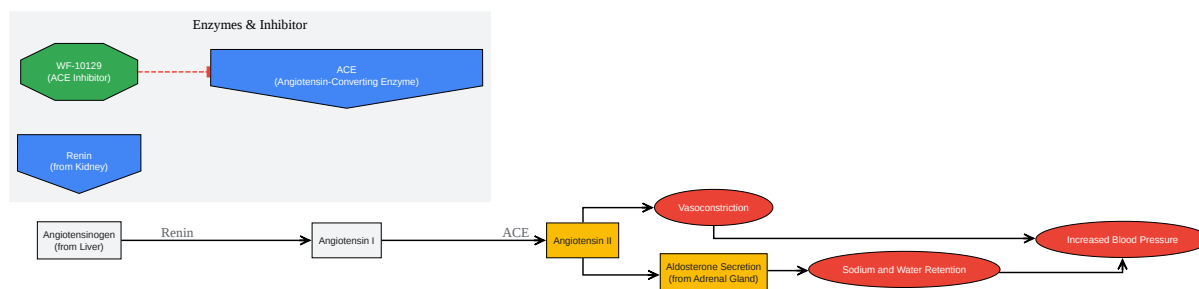 Enzymes & Inhibitor
WF-10129
(ACE Inhibitor)
ACE
(Angiotensin-Converting Enzyme)
Renin
(from Kidney)
Angiotensinogen
(from Liver)
Renin
Angiotensin I
ACE
Angiotensin II
Vasoconstriction
Aldosterone Secretion
(from Adrenal Gland)
Sodium and Water Retention
Increased Blood Pressure